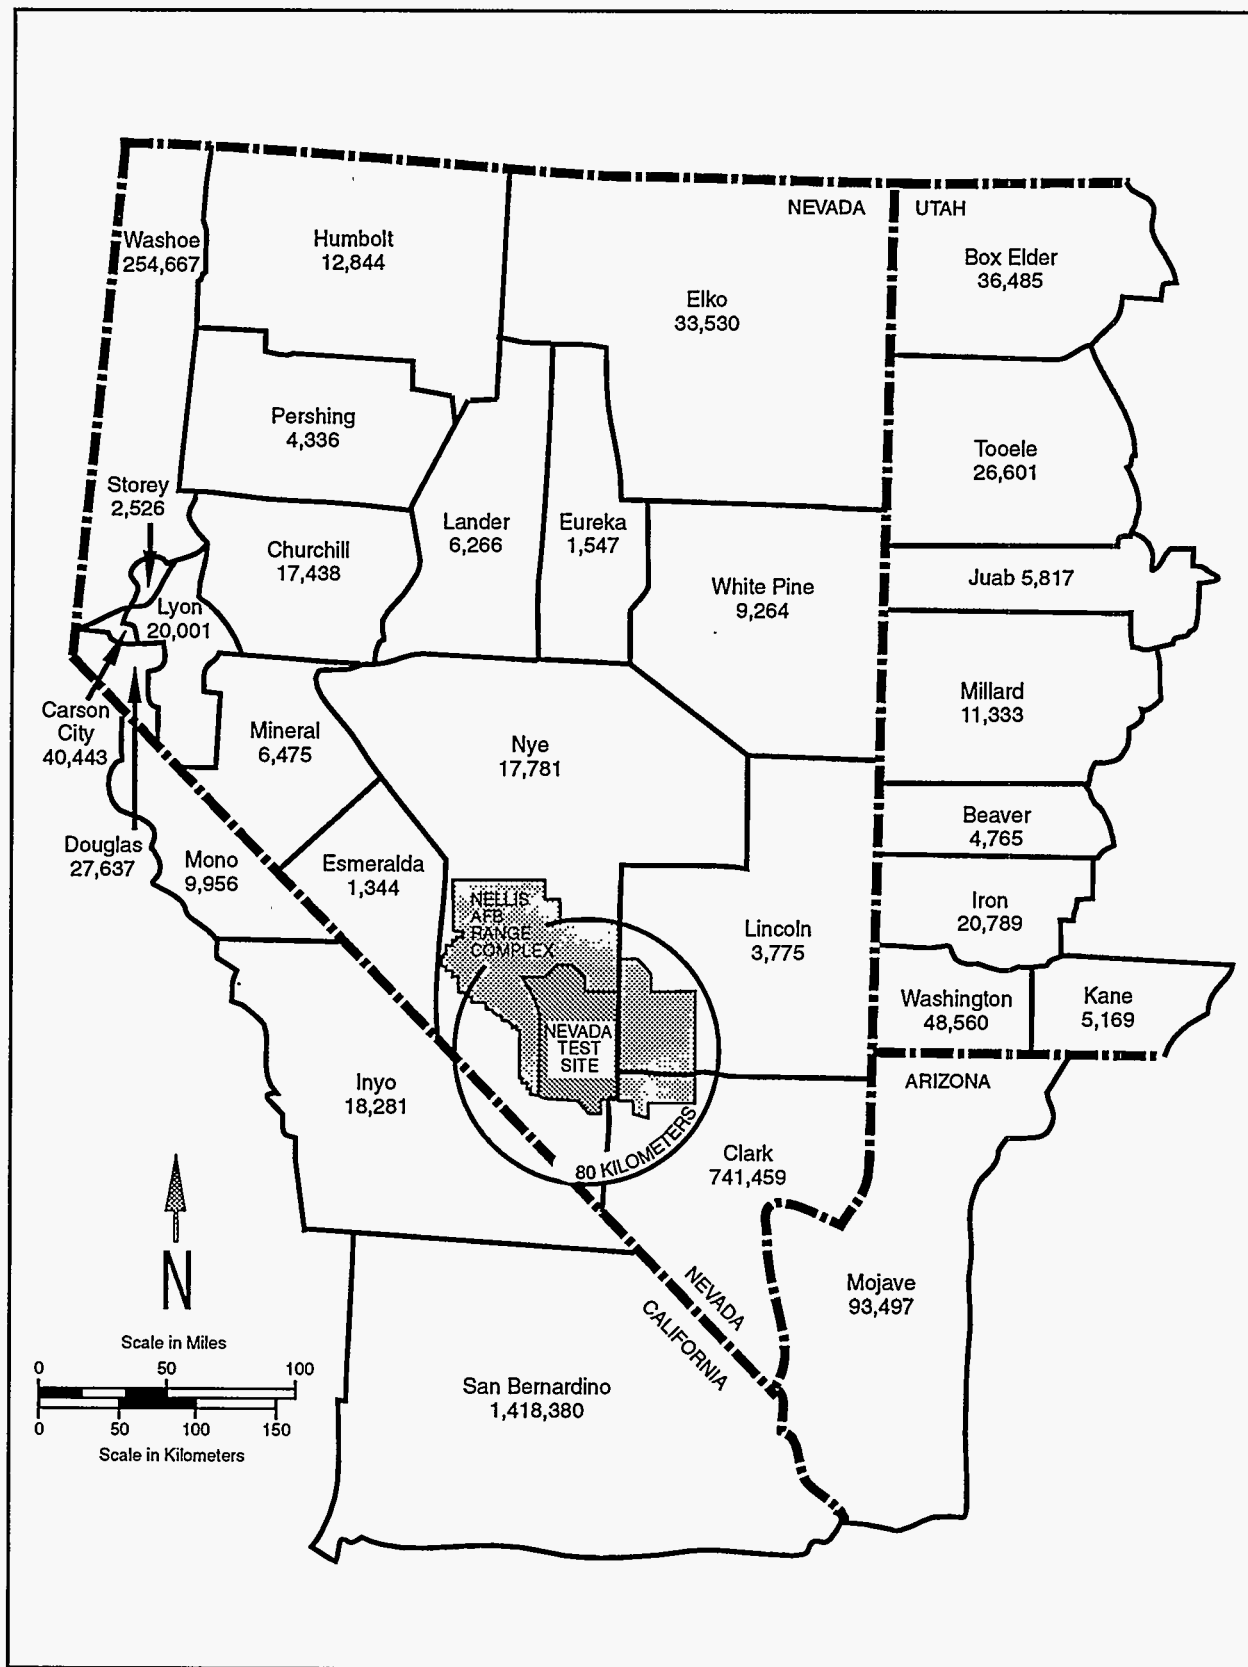 NEVADA
UTAH
Washoe
254,667
Humbolt
12,844
Elko
33,530
Box Elder
36,485
Pershing
4,336
Tooele
26,601
Storey
2,526
Churchill
17,438
Lander
6,266
Eureka
1,547
White Pine
9,264
Juab 5,817
Lyon
20,001
Carson
City
40,443
Mineral
6,475
Nye
17,781
Millard
11,333
Douglas
27,637
Mono
9,956
Esmeralda
1,344
Beaver
4,765
Iron
20,789
NELLIS
AFB
RANGE
COMPLEX
Lincoln
3,775
Washington
48,560
Kane
5,169
NEVADA
TEST
SITE
ARIZONA
Inyo
18,281
80 KILOMETERS
Clark
741,459
N
NEVADA
CALIFORNIA
Mojave
93,497
Scale in Miles
0 50 100
0 50 100 150
Scale in Kilometers
San Bernardino
1,418,380